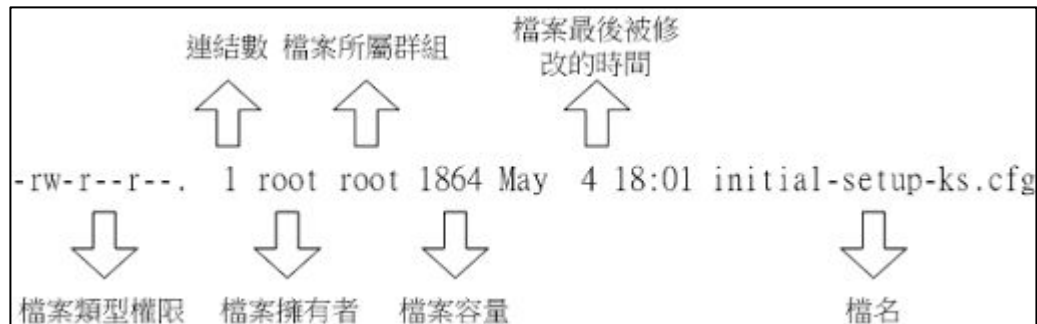 連結數 檔案所屬群組 檔案最後被修
改的時間
-rw-r--r--. 1 root root 1864 May 4 18:01 initial-setup-ks.cfg
檔案類型權限 檔案擁有者 檔案容量 檔名